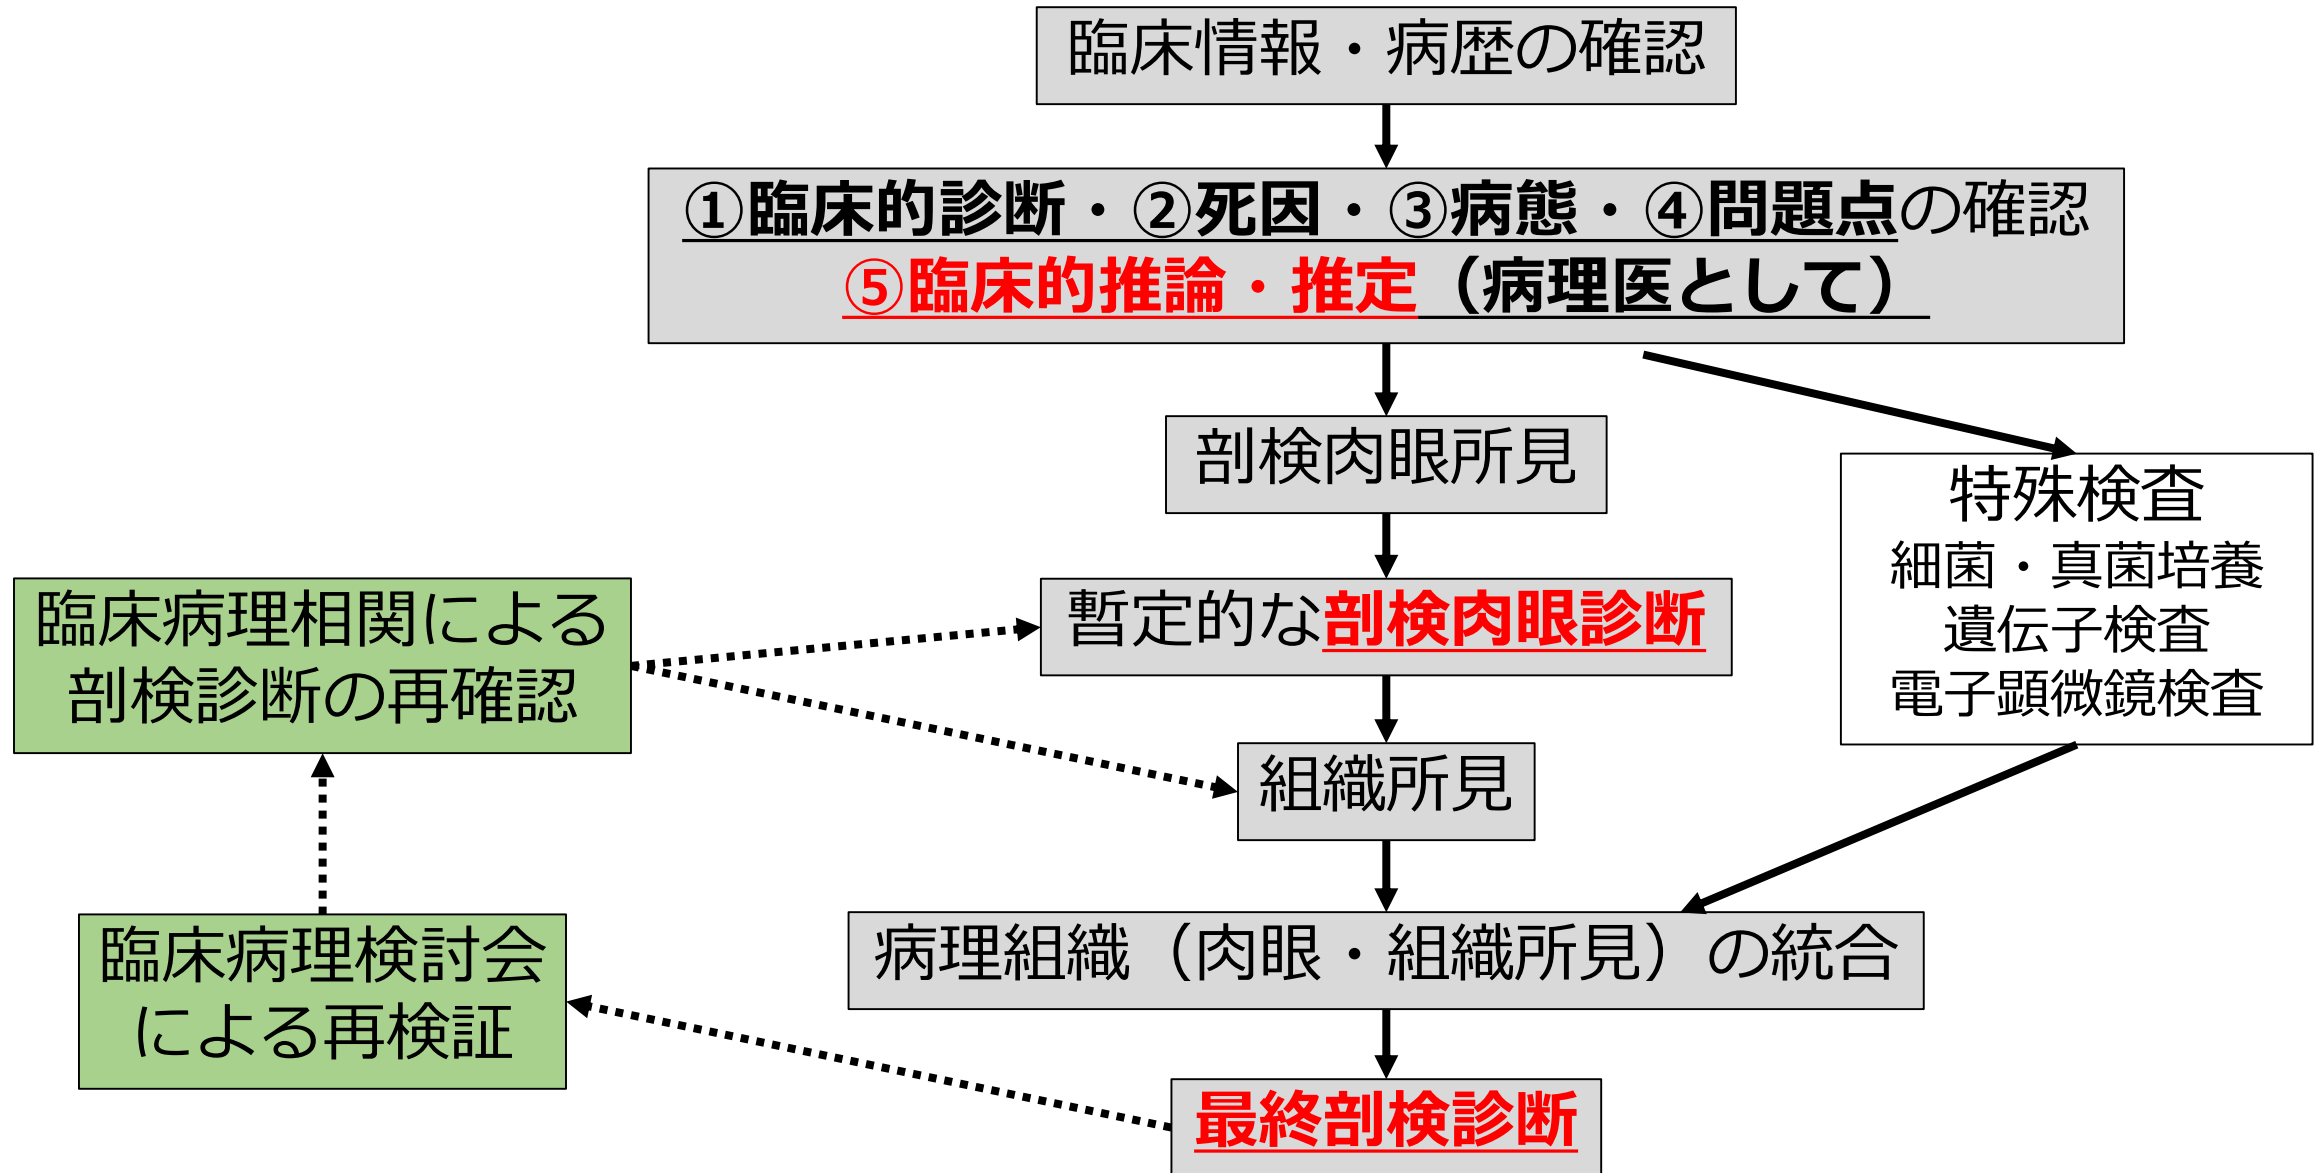 臨床情報・病歴の確認
①臨床的診断・②死因・③病態・④問題点の確認
⑤臨床的推論・推定（病理医として）
剖検肉眼所見
特殊検査
細菌・真菌培養
遺伝子検査
電子顕微鏡検査
臨床病理相関による
剖検診断の再確認
暫定的な剖検肉眼診断
組織所見
臨床病理検討会
による再検証
病理組織（肉眼・組織所見）の統合
最終剖検診断